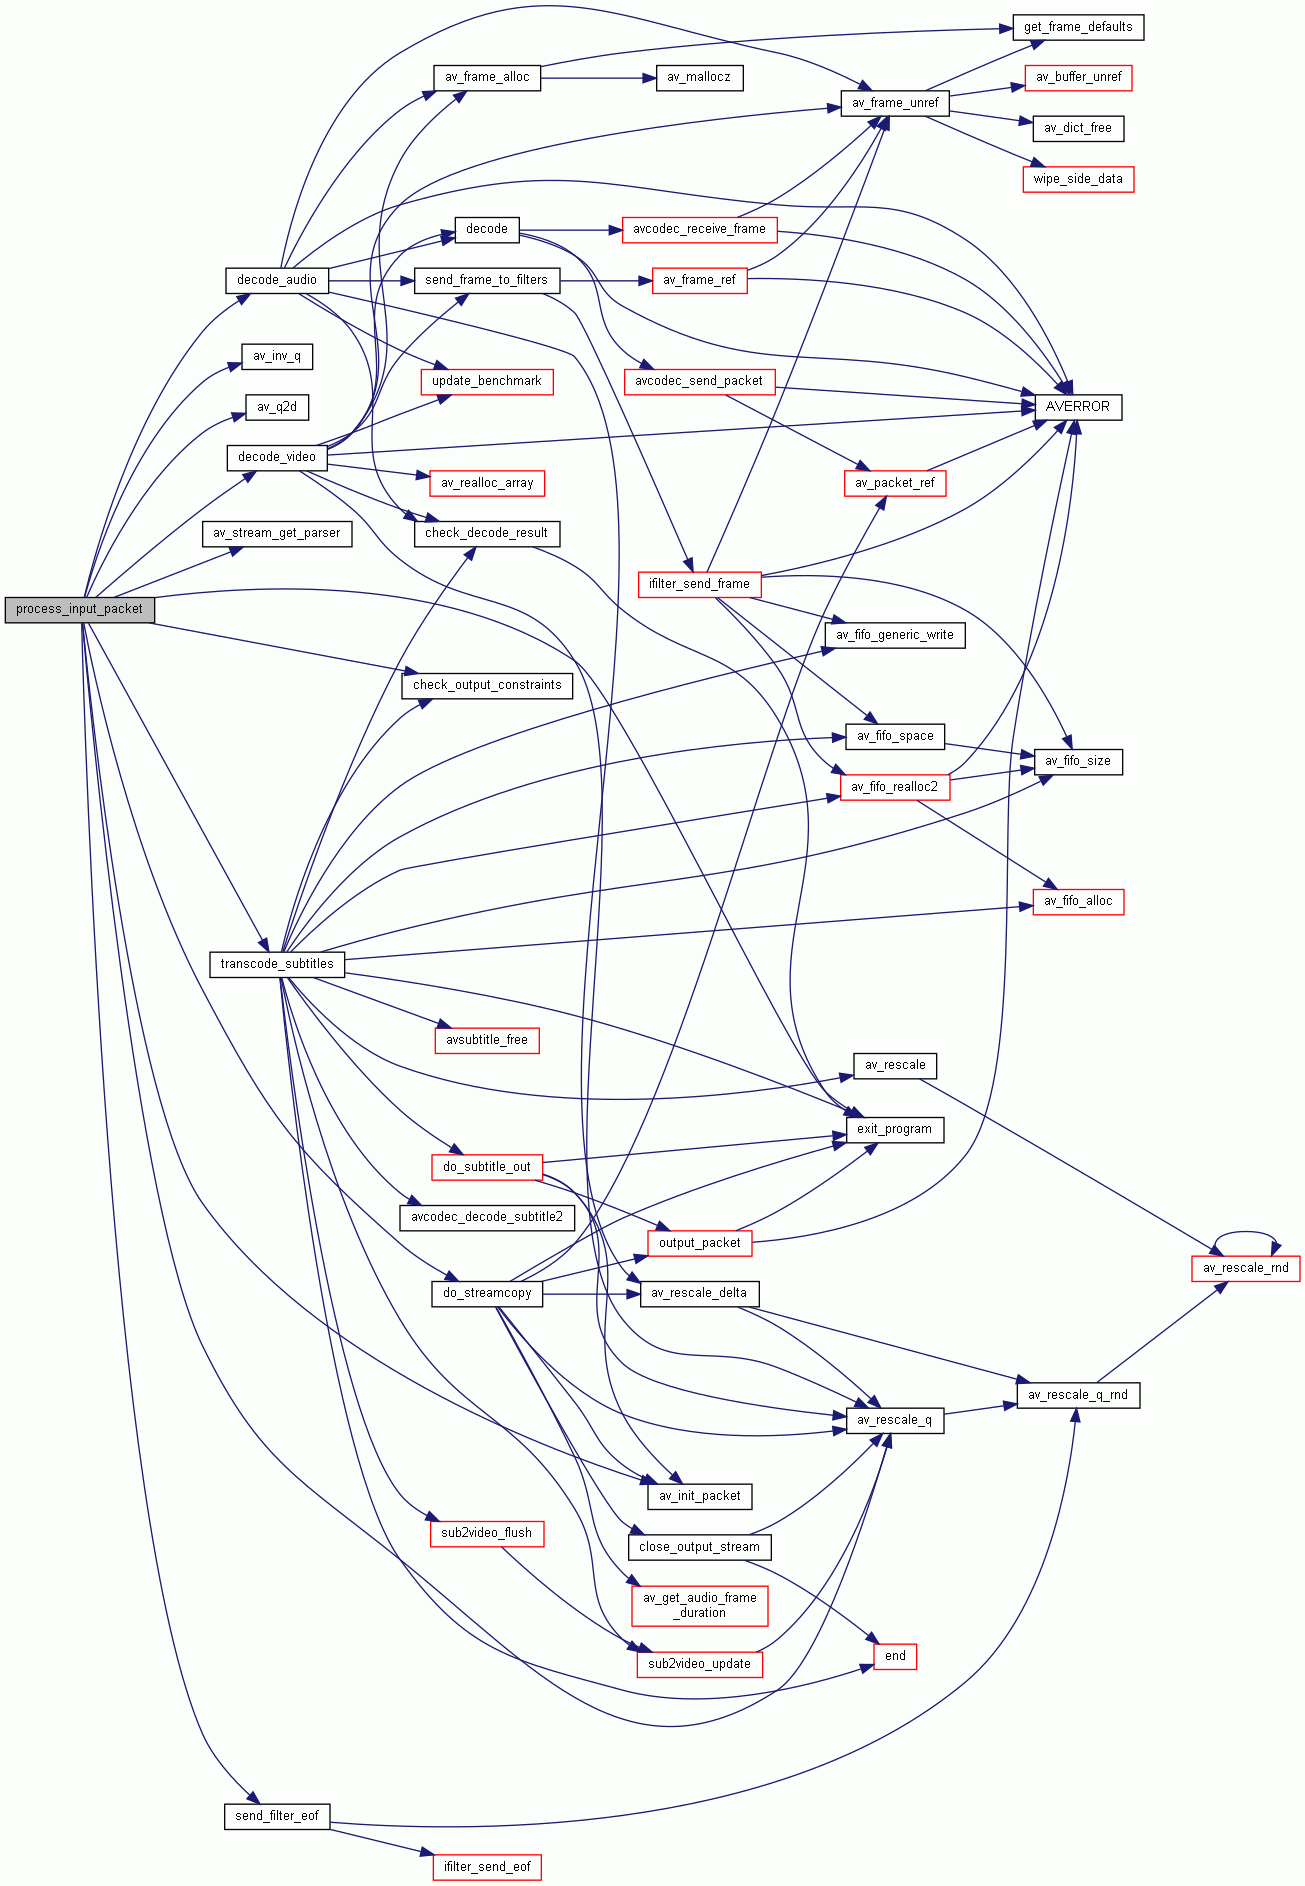 get_frame_defaults
av_frame_alloc
av_mallocz
av_buffer_unref
av_frame_unref
av_dict_free
wipe_side_data
decode
avcodec_receive_frame
decode_audio
send_frame_to_filters
av_frame_ref
av_inv_q
update_benchmark
avcodec_send_packet
av_q2d
AVERROR
decode_video
av_realloc_array
av_packet_ref
av_stream_get_parser
check_decode_result
ifilter_send_frame
process_input_packet
av_fifo_generic_write
check_output_constraints
av_fifo_space
av_fifo_size
av_fifo_realloc2
av_fifo_alloc
transcode_subtitles
avsubtitle_free
av_rescale
exit_program
do_subtitle_out
avcodec_decode_subtitle2
output_packet
av_rescale_rnd
do_streamcopy
av_rescale_delta
av_rescale_q_rnd
av_rescale_q
av_init_packet
sub2video_flush
close_output_stream
av_get_audio_frame
_duration
end
sub2video_update
send_filter_eof
ifilter_send_eof